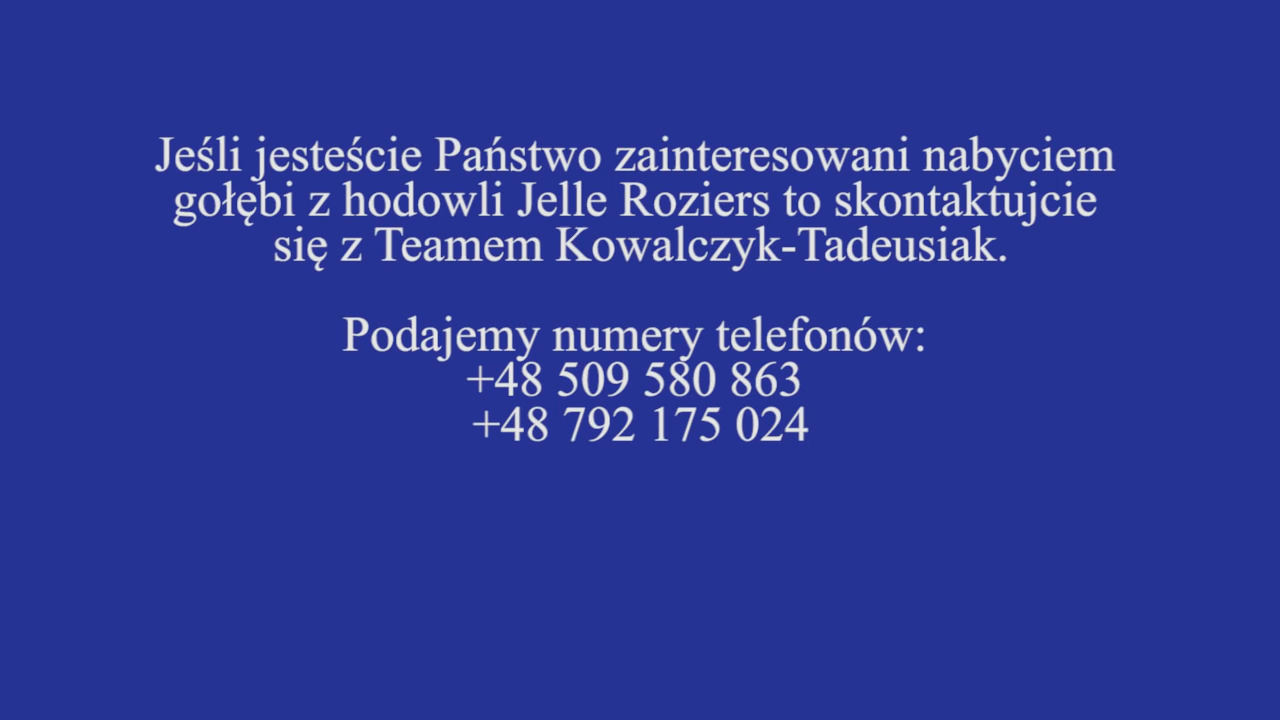 Jeśli jesteście Państwo zainteresowani nabyciem
gołębi z hodowli Jelle Roziers to skontaktujcie
się z Teamem Kowalczyk-Tadeusiak.
Podajemy numery telefonów:
+48 509 580 863
+48 792 175 024